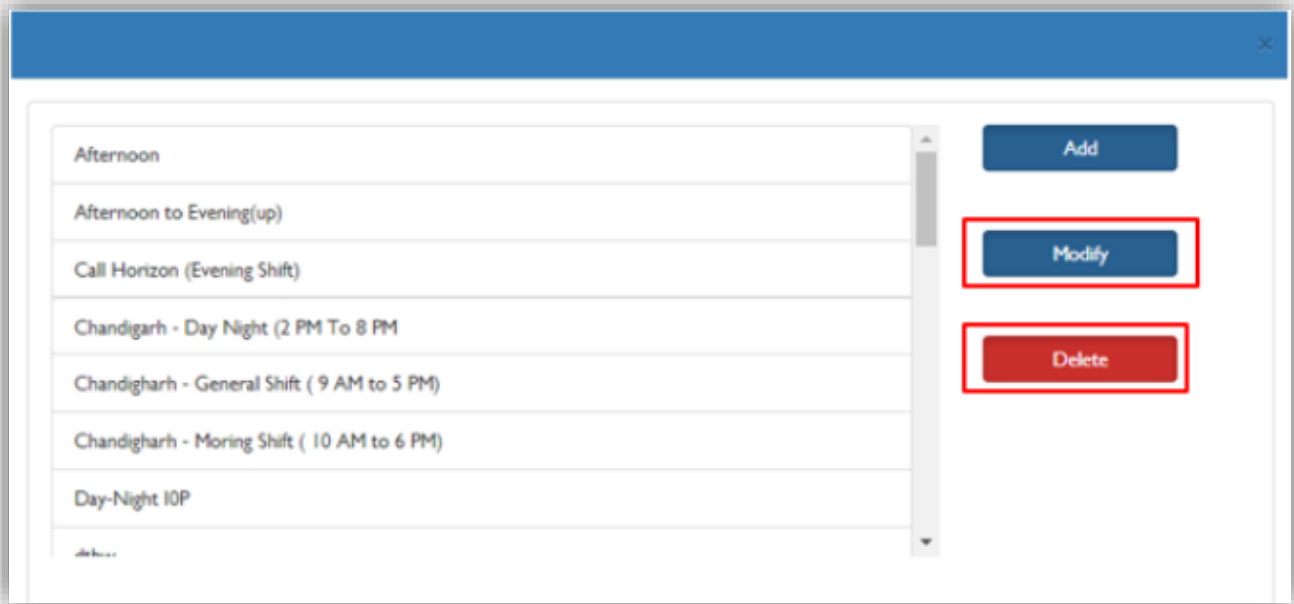 ×
Afternoon
Add
Afternoon to Evening(up)
Modify
Call Horizon (Evening Shift)
Chandigarh - Day Night (2 PM To 8 PM
Delete
Chandigharh - General Shift ( 9 AM to 5 PM)
Chandigharh - Moring Shift ( 10 AM to 6 PM)
Day-Night I0P